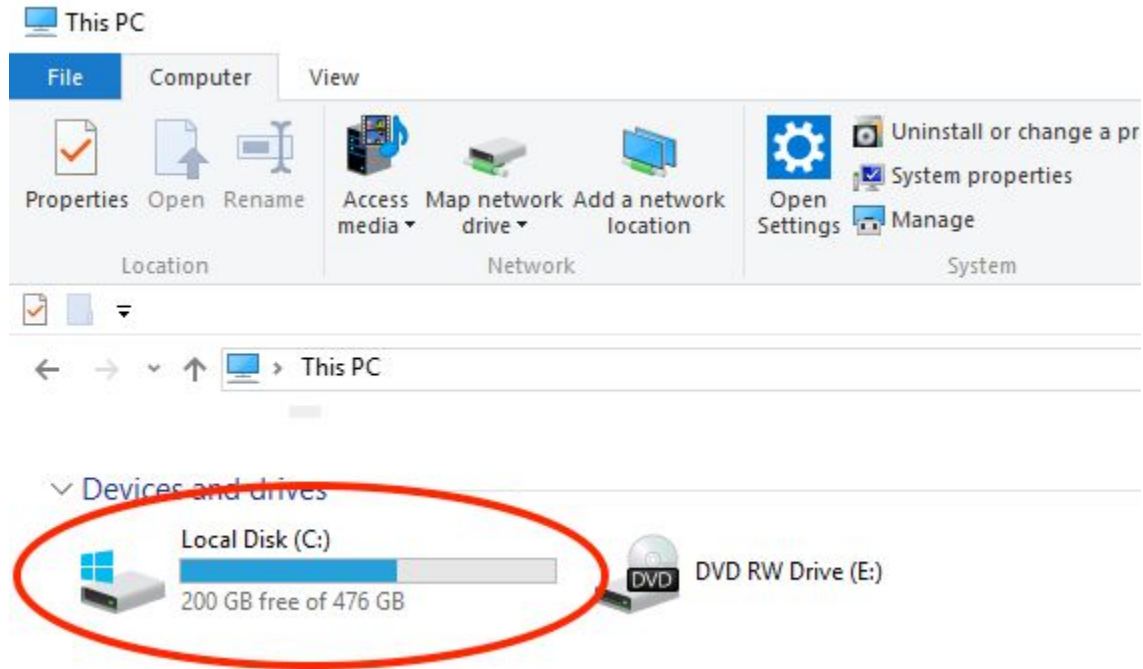 This PC
File Computer View
Properties Open Rename Access media Map network drive Add a network location Open Settings Uninstall or change a pr
System properties
Manage
Location Network System
This PC
Devices and drives
Local Disk (C:)
200 GB free of 476 GB
DVD
DVD RW Drive (E:)